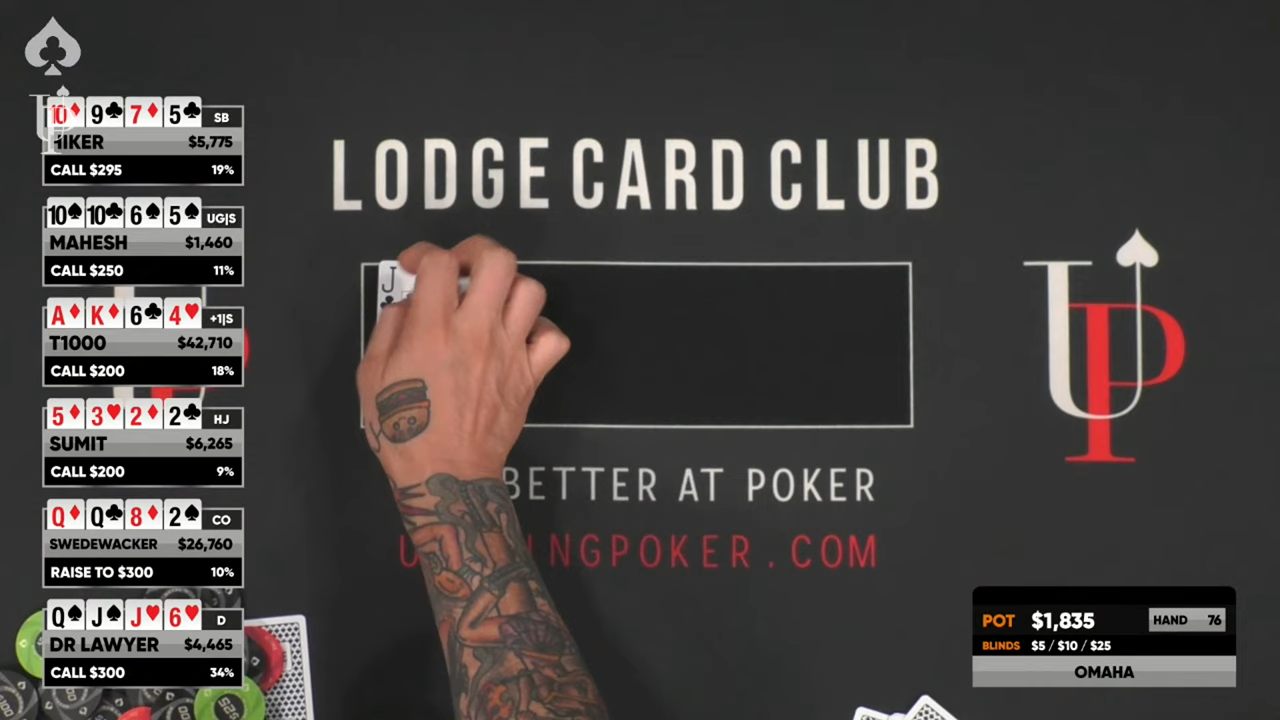 10♦ 9♣ 7♦ 5♣ SB
HIKER $5,775
CALL $295 19%
10♠ 10♣ 6♠ 5♠ UG|S
MAHESH $1,460
CALL $250 11%
A♦ K♦ 6♣ 4♥ +1|S
T1000 $42,710
CALL $200 18%
5♦ 3♥ 2♦ 2♣ HJ
SUMIT $6,265
CALL $200 9%
Q♦ Q♣ 8♦ 2♠ CO
SWEDEWACKER $26,760
RAISE TO $300 10%
Q♠ J♠ J♥ 6♥ D
DR LAWYER $4,465
CALL $300 34%
LODGE CARD CLUB
J
BETTER AT POKER
U NGPOKER.COM
UP
UP
POT $1,835 HAND 76
BLINDS $5 / $10 / $25
OMAHA